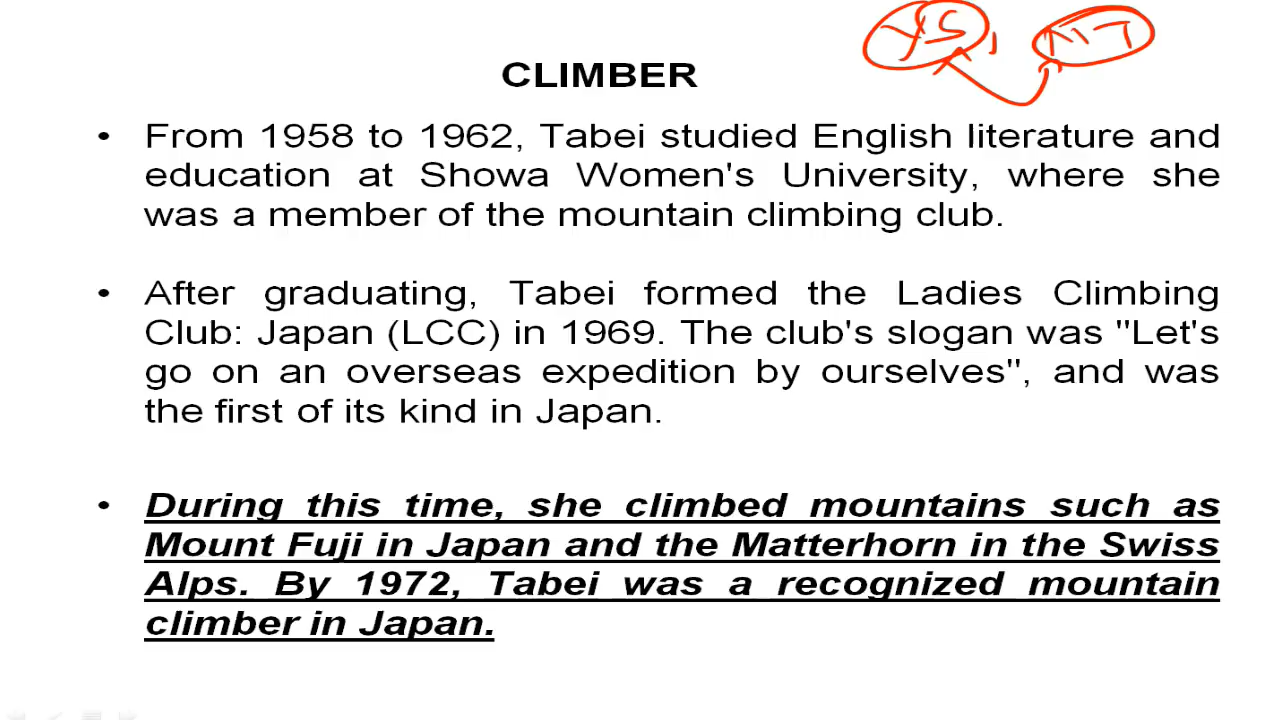 CLIMBER
• From 1958 to 1962, Tabei studied English literature and
education at Showa Women's University, where she
was a member of the mountain climbing club.
• After graduating, Tabei formed the Ladies Climbing
Club: Japan (LCC) in 1969. The club's slogan was "Let's
go on an overseas expedition by ourselves", and was
the first of its kind in Japan.
• During this time, she climbed mountains such as
Mount Fuji in Japan and the Matterhorn in the Swiss
Alps. By 1972, Tabei was a recognized mountain
climber in Japan.